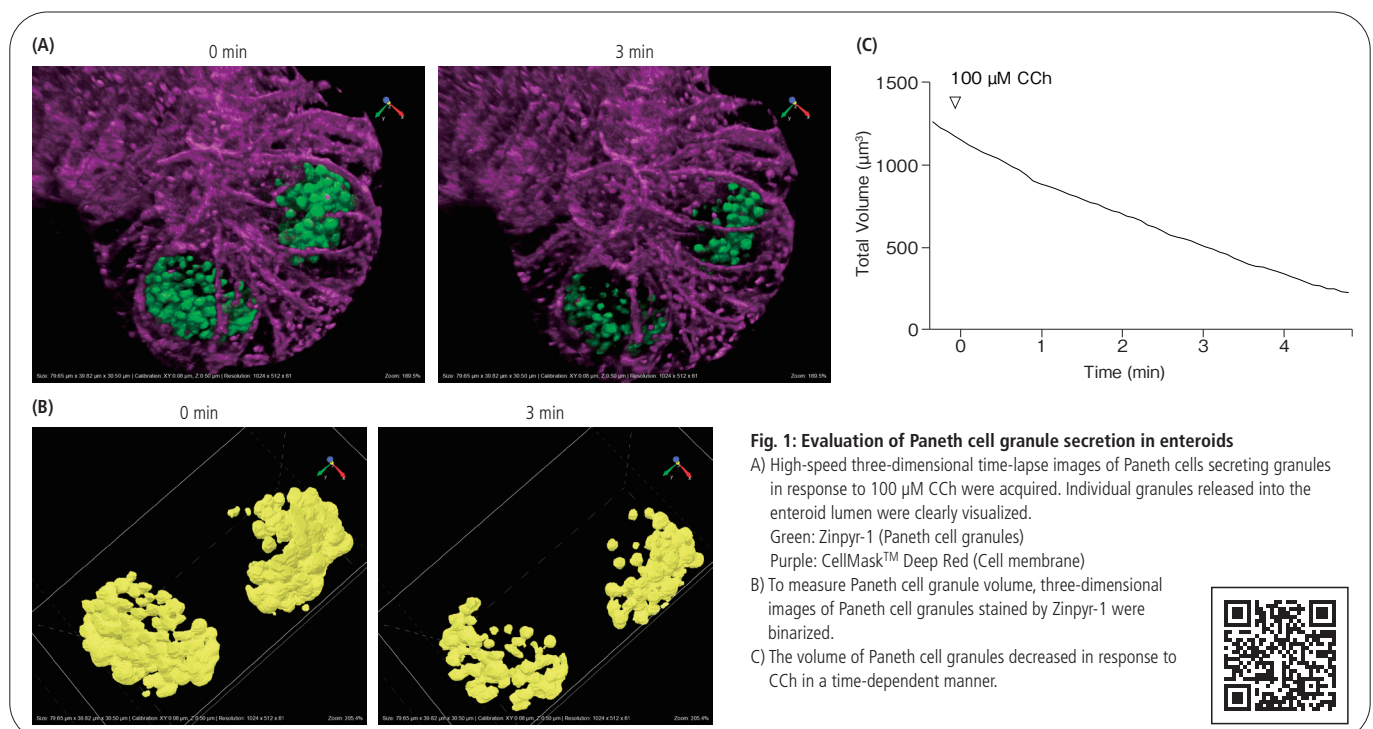 (A)
0 min
3 min
Size: 79.65 µm x 39.82 µm x 30.50 µm | Calibration: XY:0.08 µm, Z:0.50 µm | Resolution: 1024 x 512 x 61
Zoom: 169.5%
Size: 79.65 µm x 39.82 µm x 30.50 µm | Calibration: XY:0.08 µm, Z:0.50 µm | Resolution: 1024 x 512 x 61
Zoom: 169.5%
(C)
100 µM CCh
1500
1000
500
0
Total Volume (µm³)
0 1 2 3 4
Time (min)
(B)
0 min
3 min
Size: 79.65 µm x 39.82 µm x 30.50 µm | Calibration: XY:0.08 µm, Z:0.50 µm | Resolution: 1024 x 512 x 61
Zoom: 205.4%
Size: 79.65 µm x 39.82 µm x 30.50 µm | Calibration: XY:0.08 µm, Z:0.50 µm | Resolution: 1024 x 512 x 61
Zoom: 205.4%
Fig. 1: Evaluation of Paneth cell granule secretion in enteroids
A) High-speed three-dimensional time-lapse images of Paneth cells secreting granules
in response to 100 µM CCh were acquired. Individual granules released into the
enteroid lumen were clearly visualized.
Green: Zinpyr-1 (Paneth cell granules)
Purple: CellMask™ Deep Red (Cell membrane)
B) To measure Paneth cell granule volume, three-dimensional
images of Paneth cell granules stained by Zinpyr-1 were
binarized.
C) The volume of Paneth cell granules decreased in response to
CCh in a time-dependent manner.